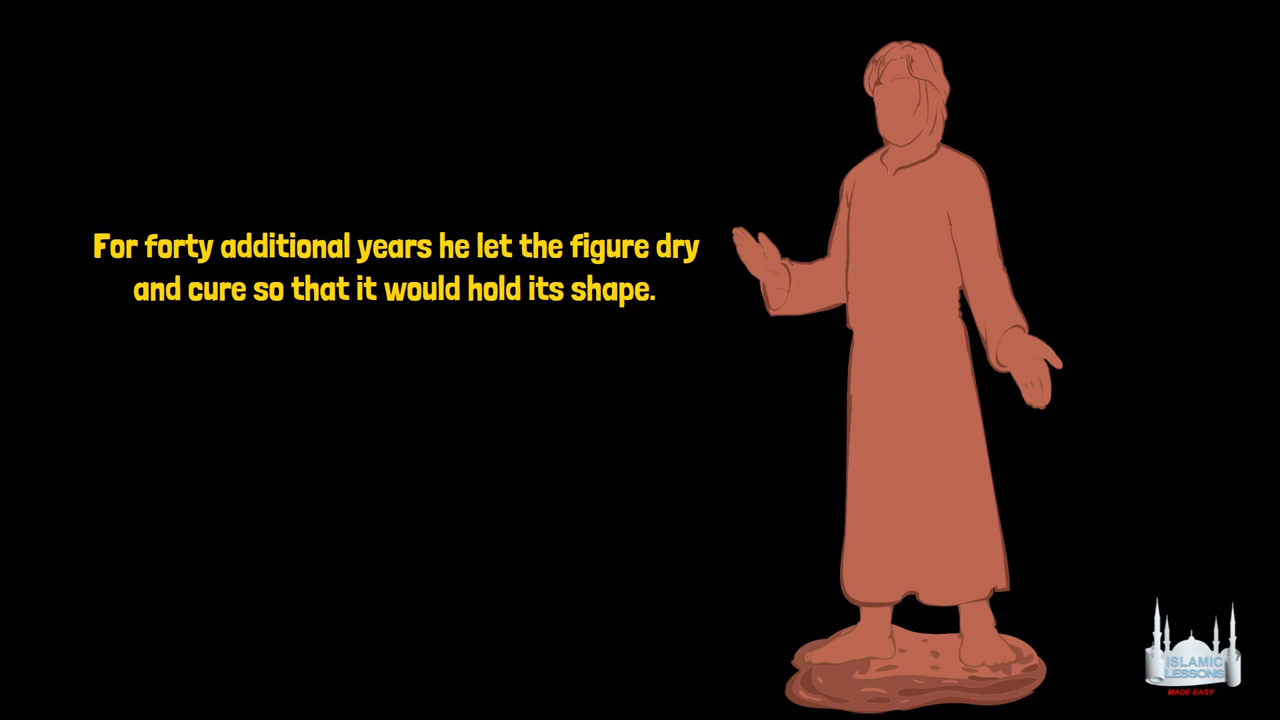 For forty additional years he let the figure dry
and cure so that it would hold its shape.
ISLAMIC
LESSONS
MADE EASY